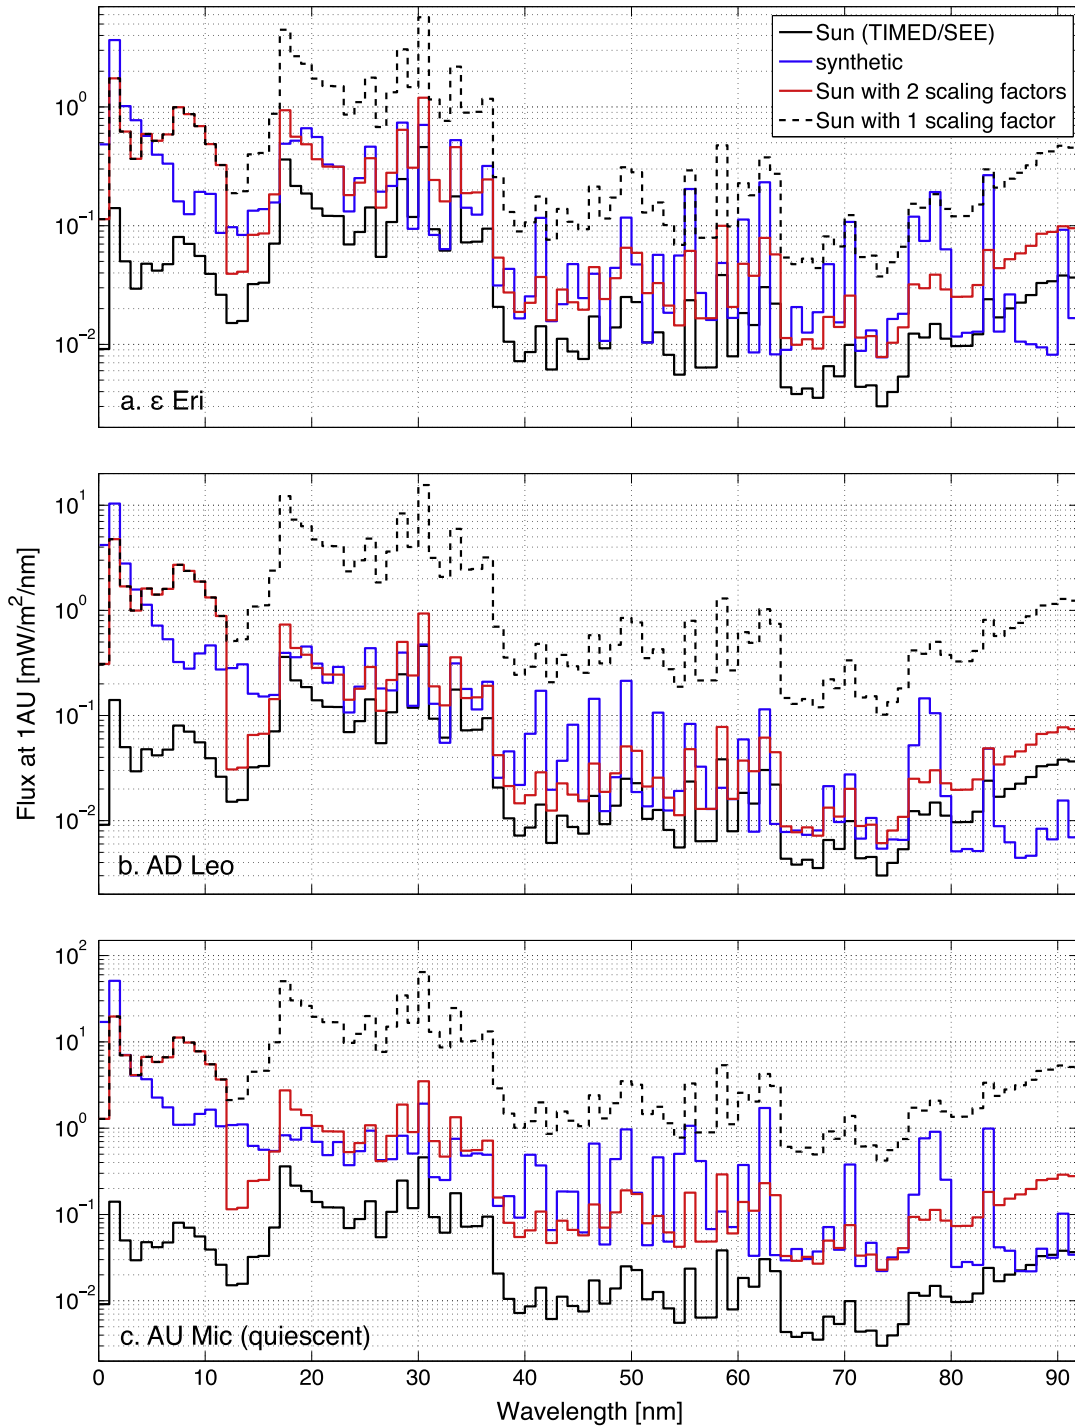 Sun (TIMED/SEE)
synthetic
Sun with 2 scaling factors
Sun with 1 scaling factor
10^0
10^-1
10^-2
a. ε Eri
10^1
10^0
10^-1
10^-2
b. AD Leo
Flux at 1AU [mW/m^2/nm]
10^2
10^1
10^0
10^-1
10^-2
c. AU Mic (quiescent)
0 10 20 30 40 50 60 70 80 90
Wavelength [nm]